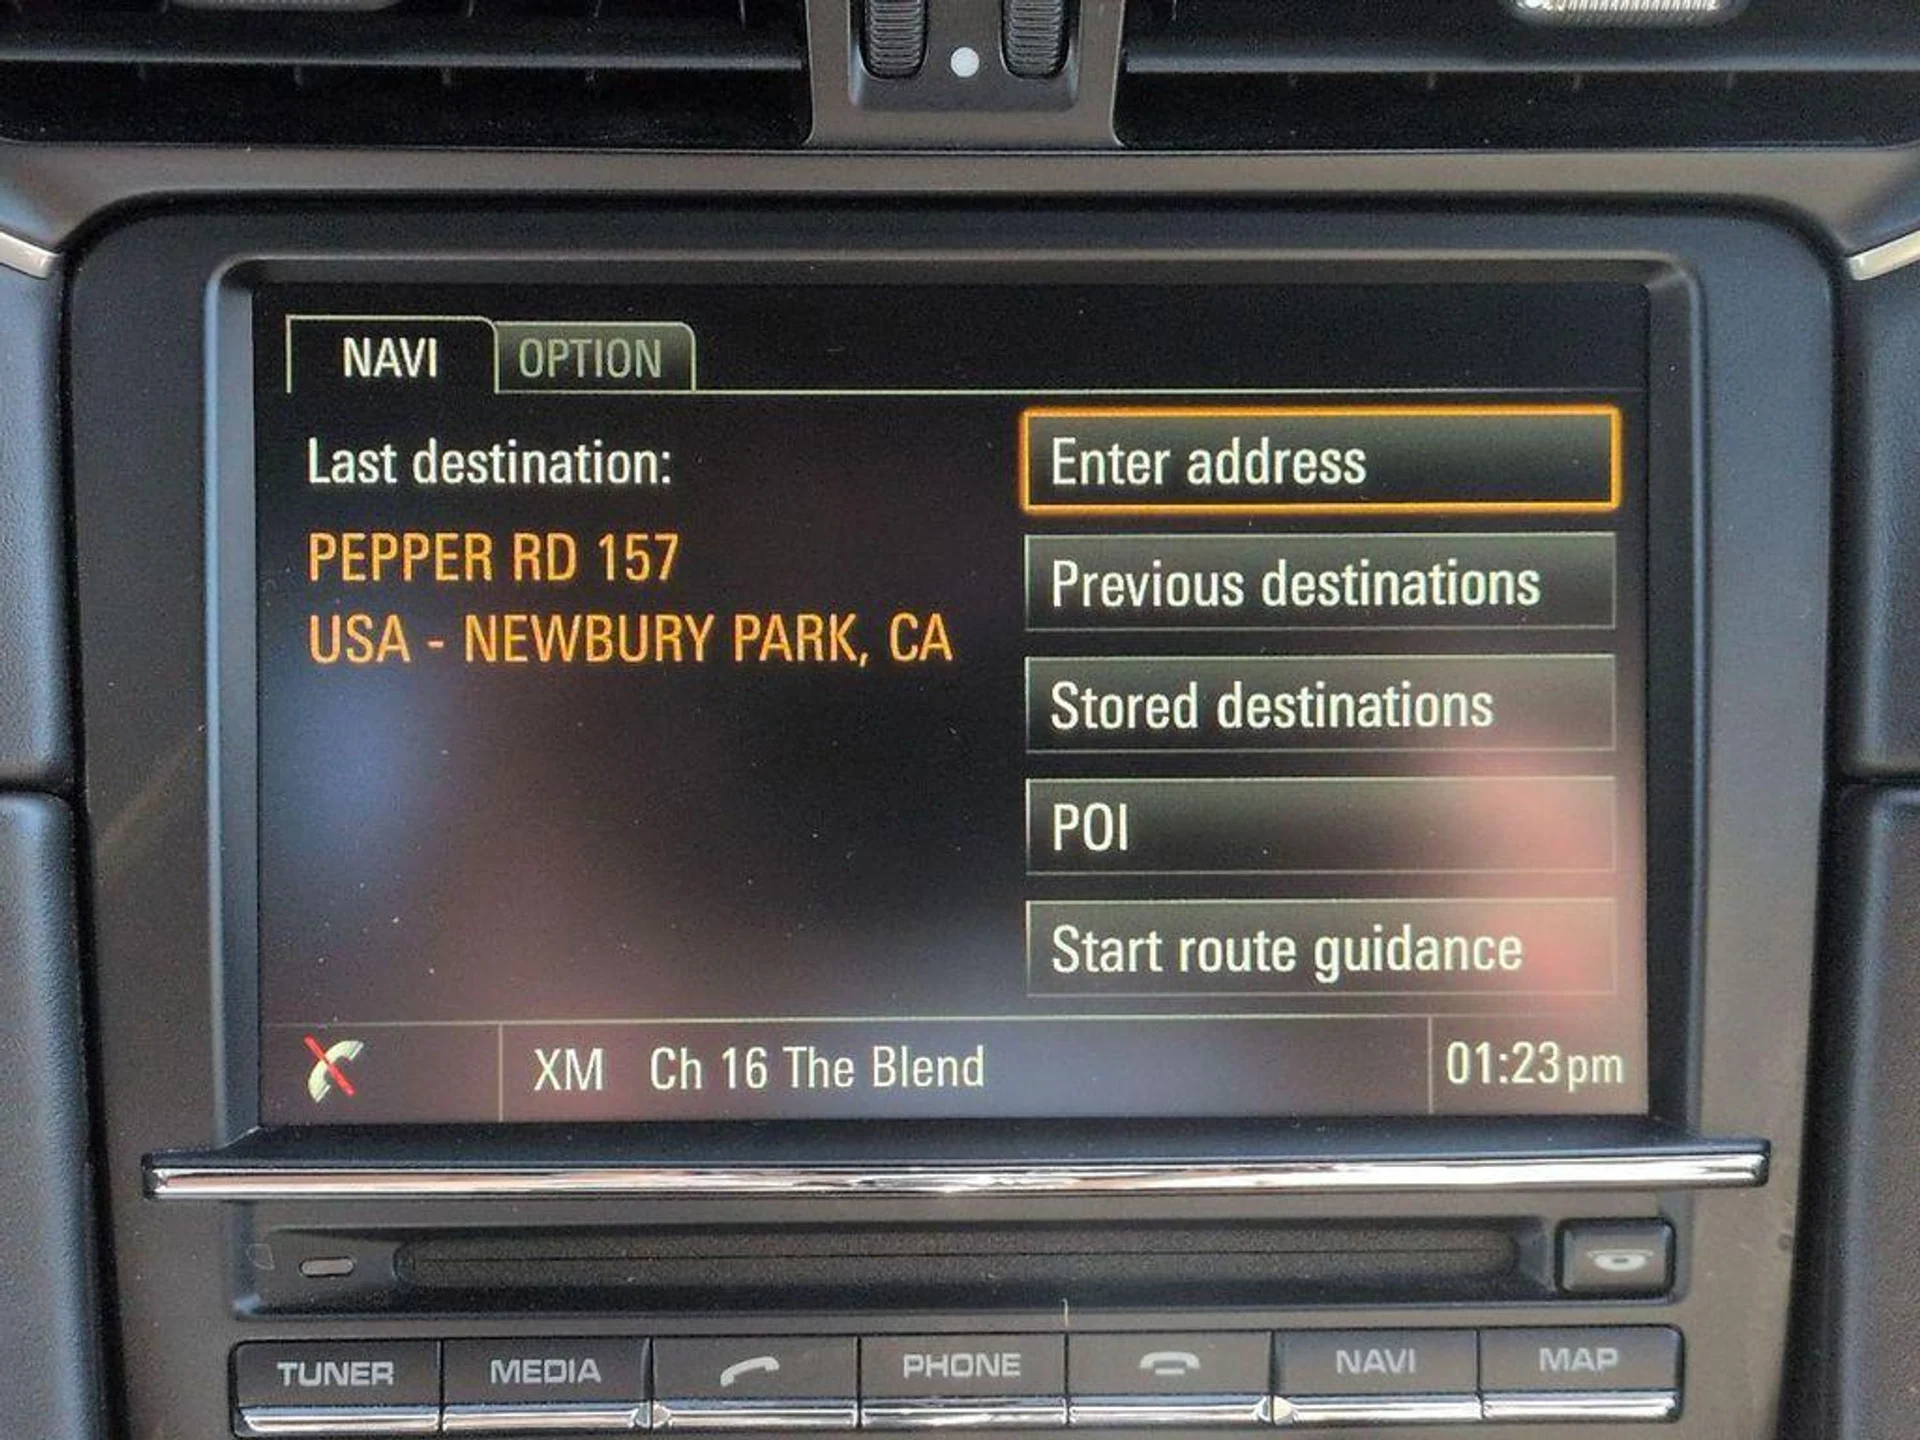 NAVI OPTION
Last destination:
PEPPER RD 157
USA - NEWBURY PARK, CA
Enter address
Previous destinations
Stored destinations
POI
Start route guidance
XM Ch 16 The Blend 01:23pm
TUNER MEDIA PHONE NAVI MAP